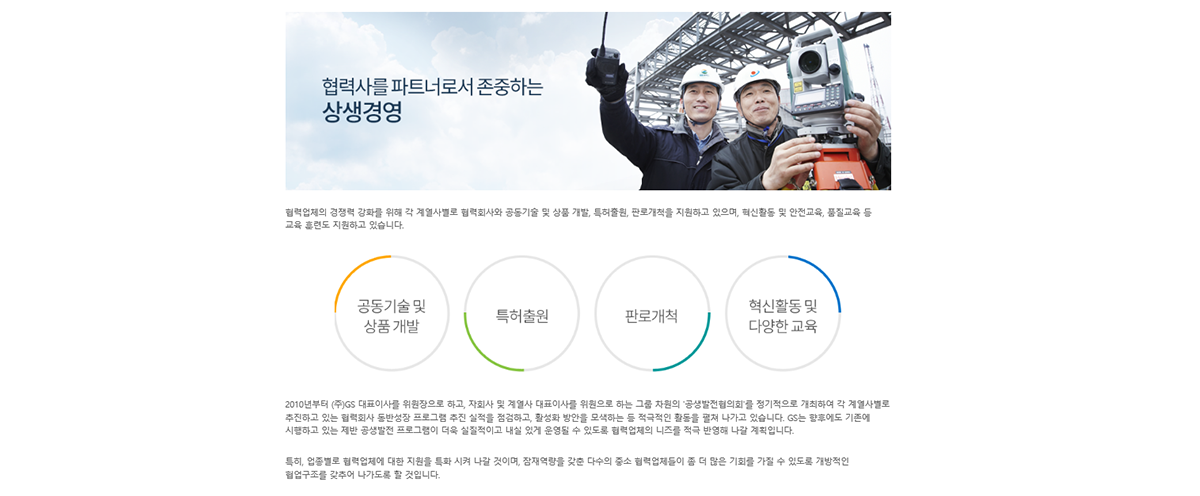 협력사를 파트너로서 존중하는
상생경영
협력업체의 경쟁력 강화를 위해 각 계열사별로 협력회사와 공동기술 및 상품 개발, 특허출원, 판로개척을 지원하고 있으며, 혁신활동 및 안전교육, 품질교육 등
교육 훈련도 지원하고 있습니다.
공동기술 및
상품 개발
특허출원
판로개척
혁신활동 및
다양한 교육
2010년부터 (주)GS 대표이사를 위원장으로 하고, 자회사 및 계열사 대표이사를 위원으로 하는 그룹 차원의 '공생발전협의회'를 정기적으로 개최하여 각 계열사별로
추진하고 있는 협력회사 동반성장 프로그램 추진 실적을 점검하고, 활성화 방안을 모색하는 등 적극적인 활동을 펼쳐 나가고 있습니다. GS는 향후에도 기존에
시행하고 있는 제반 공생발전 프로그램이 더욱 실질적이고 내실 있게 운영될 수 있도록 협력업체의 니즈를 적극 반영해 나갈 계획입니다.
특히, 업종별로 협력업체에 대한 지원을 특화 시켜 나갈 것이며, 잠재역량을 갖춘 다수의 중소 협력업체들이 좀 더 많은 기회를 가질 수 있도록 개방적인
협업구조를 갖추어 나가도록 할 것입니다.